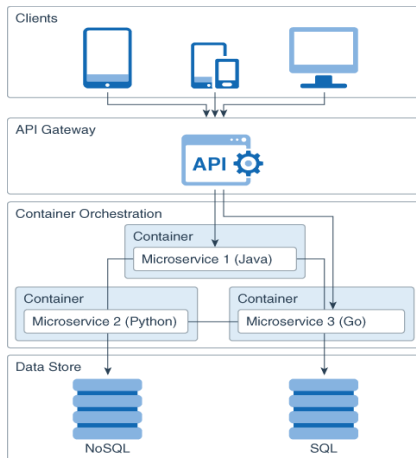 Clients
API Gateway
API
Container Orchestration
Container
Microservice 1 (Java)
Container
Container
Microservice 2 (Python)
Microservice 3 (Go)
Data Store
NoSQL
SQL